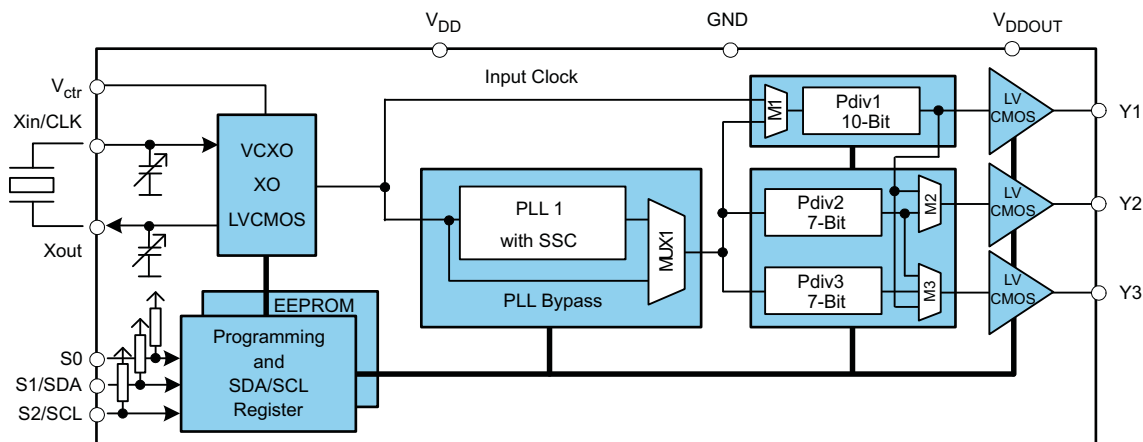 VDD
GND
VDDOUT
Input Clock
Vctr
Xin/CLK
Xout
VCXO
XO
LVCMOS
M1
Pdiv1
10-Bit
LV
CMOS
Y1
PLL 1
with SSC
MUX1
PLL Bypass
Pdiv2
7-Bit
M2
LV
CMOS
Y2
Pdiv3
7-Bit
M3
LV
CMOS
Y3
EEPROM
Programming
and
SDA/SCL
Register
S0
S1/SDA
S2/SCL